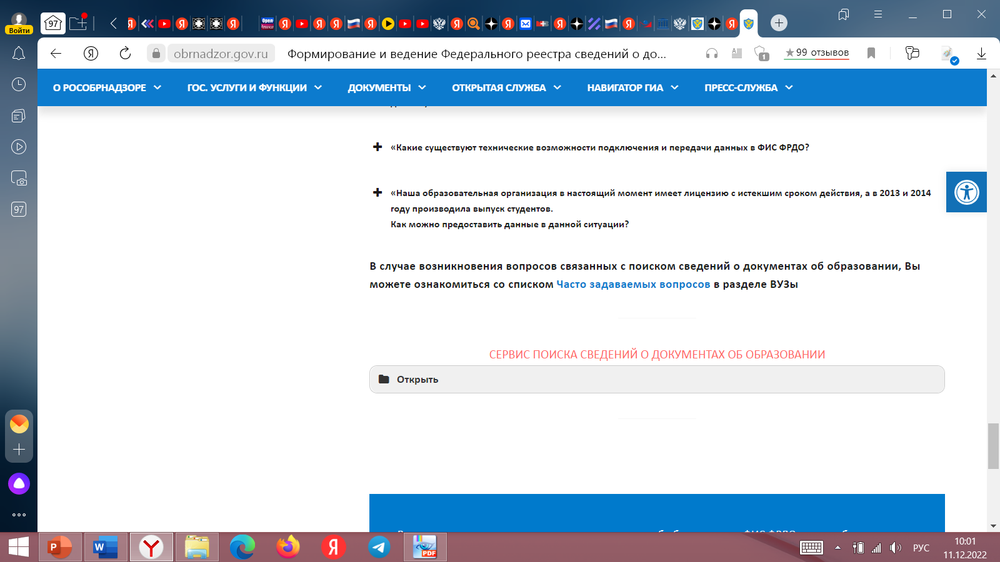 97
Войти
obrnadzor.gov.ru
Формирование и ведение Федерального реестра сведений о до...
1
99 отзывов
О РОСОБРНАДЗОРЕ
ГОС. УСЛУГИ И ФУНКЦИИ
ДОКУМЕНТЫ
ОТКРЫТАЯ СЛУЖБА
НАВИГАТОР ГИА
ПРЕСС-СЛУЖБА
«Какие существуют технические возможности подключения и передачи данных в ФИС ФРДО?
«Наша образовательная организация в настоящий момент имеет лицензию с истекшим сроком действия, а в 2013 и 2014
году производила выпуск студентов.
Как можно предоставить данные в данной ситуации?
97
В случае возникновения вопросов связанных с поиском сведений о документах об образовании, Вы
можете ознакомиться со списком Часто задаваемых вопросов в разделе ВУЗы
СЕРВИС ПОИСКА СВЕДЕНИЙ О ДОКУМЕНТАХ ОБ ОБРАЗОВАНИИ
Открыть
РУС
10:01
11.12.2022